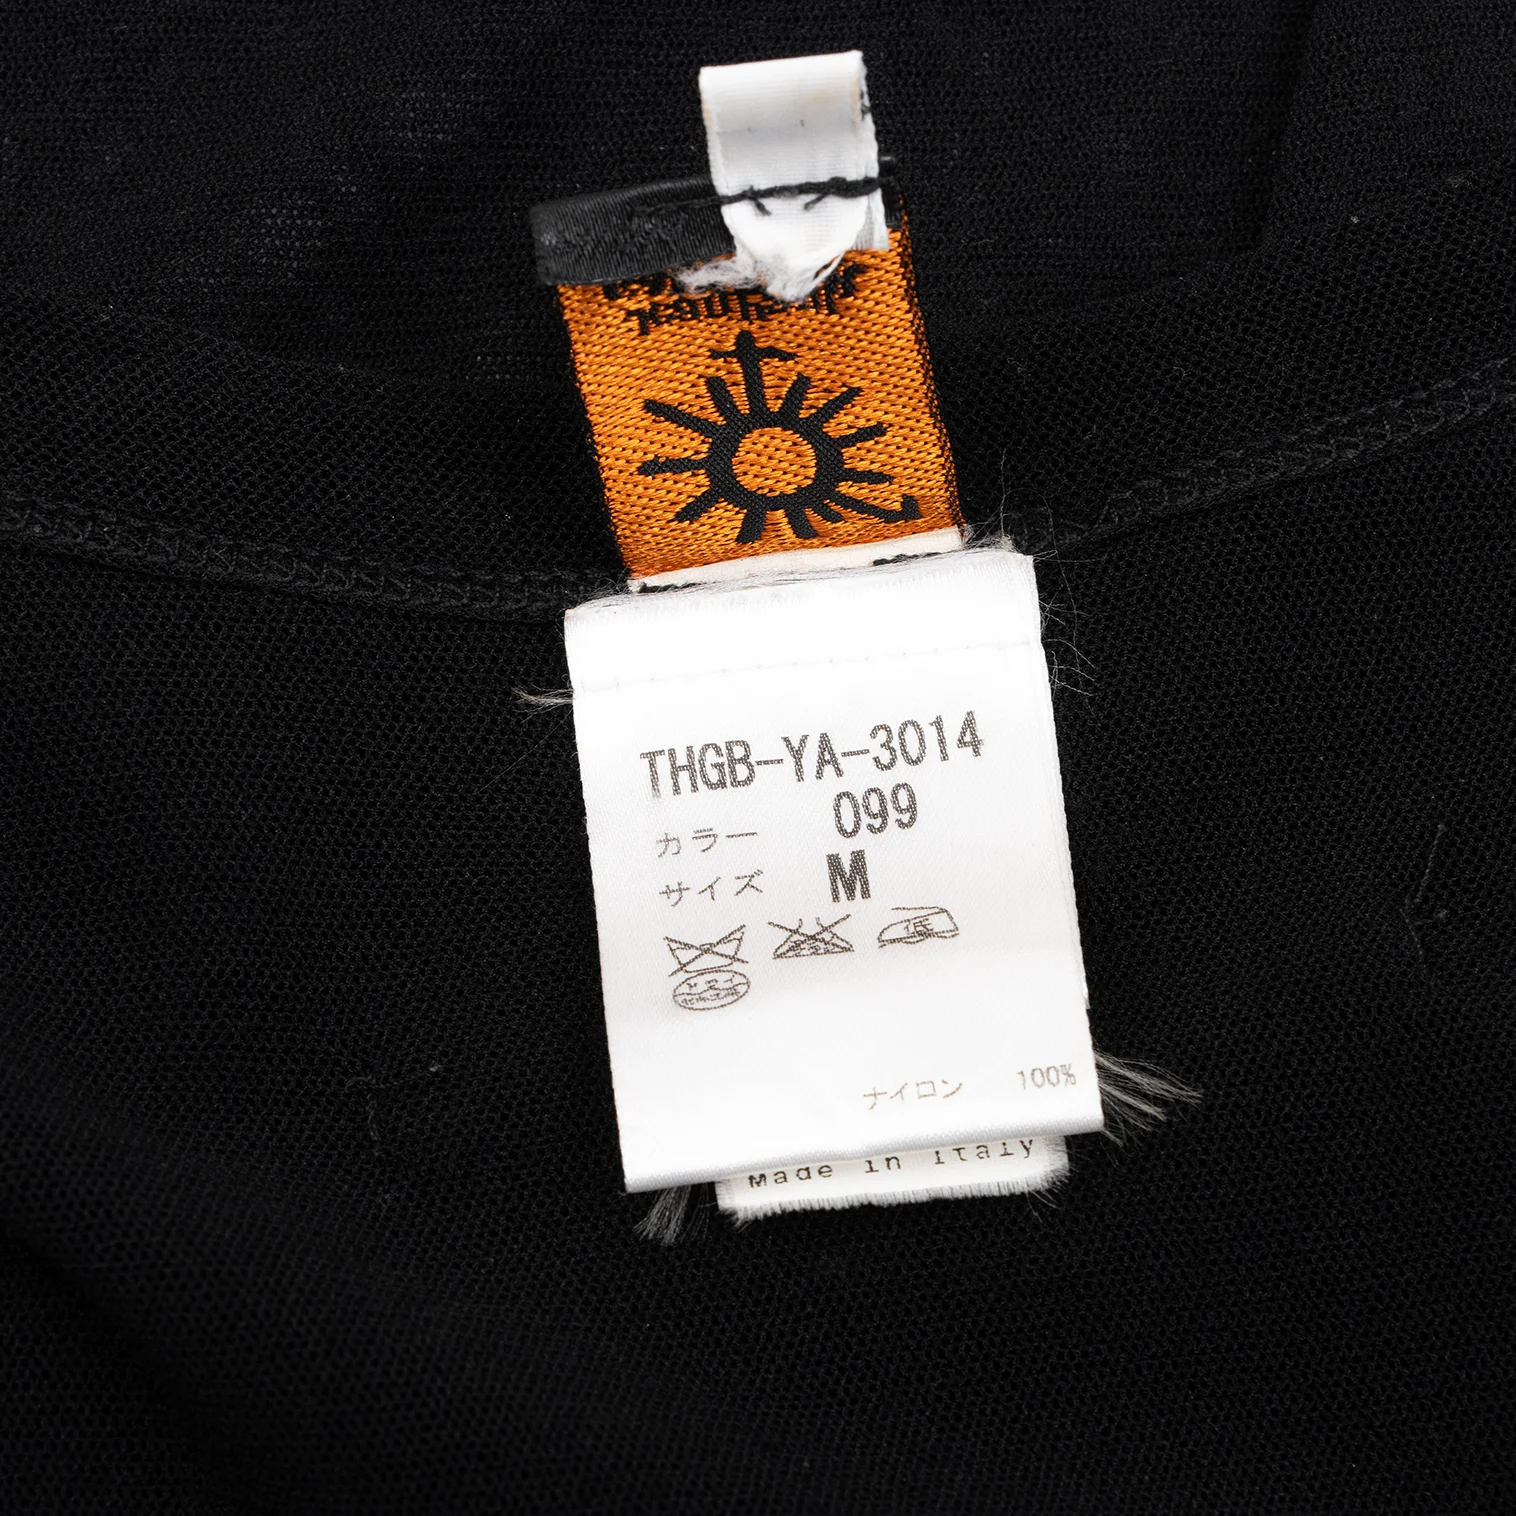 THGB-YA-3014
カラー 099
サイズ M
ナイロン 100%
Made in Italy